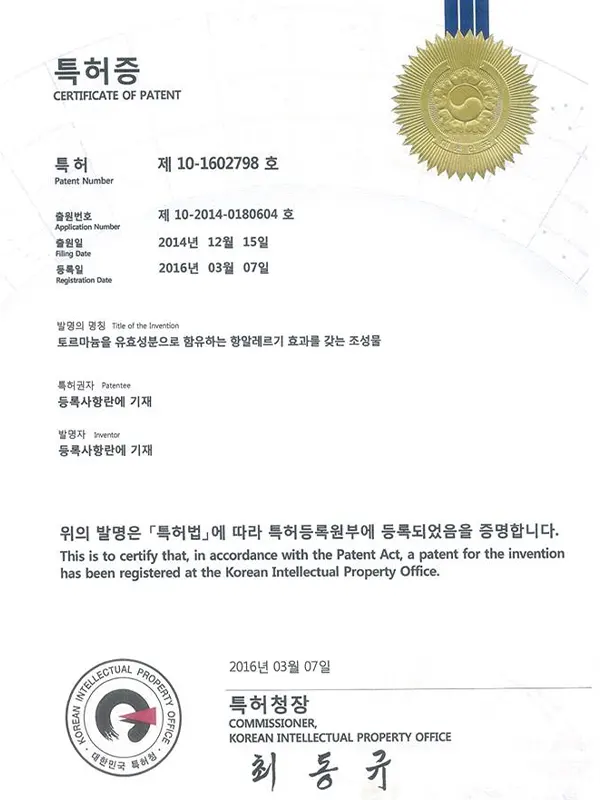 특허증
CERTIFICATE OF PATENT
특허 제 10-1602798 호
Patent Number
출원번호 제 10-2014-0180604 호
Application Number
출원일 2014년 12월 15일
Filing Date
등록일 2016년 03월 07일
Registration Date
발명의 명칭 Title of the Invention
토르마늄을 유효성분으로 함유하는 항알레르기 효과를 갖는 조성물
특허권자 Patentee
등록사항란에 기재
발명자 Inventor
등록사항란에 기재
위의 발명은 「특허법」에 따라 특허등록원부에 등록되었음을 증명합니다.
This is to certify that, in accordance with the Patent Act, a patent for the invention
has been registered at the Korean Intellectual Property Office.
2016년 03월 07일
특허청장
COMMISSIONER,
KOREAN INTELLECTUAL PROPERTY OFFICE
최동규
KOREAN INTELLECTUAL PROPERTY OFFICE
대한민국 특허청